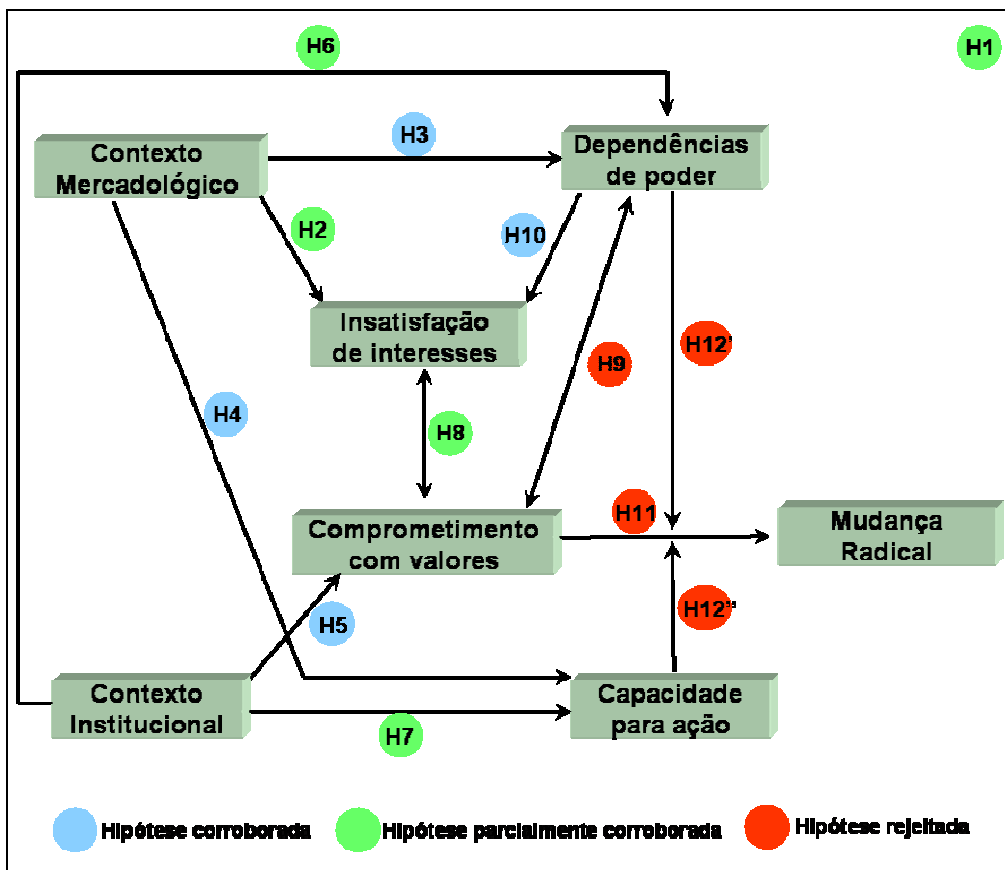 H6
H1
H3
Contexto
Mercadológico
Dependências
de poder
H2
H10
Insatisfação
de interesses
H12'
H9
H4
H8
H11
Comprometimento
com valores
Mudança
Radical
H5
H12''
Contexto
Institucional
Capacidade
para ação
H7
Hipótese corroborada
Hipótese parcialmente corroborada
Hipótese rejeitada